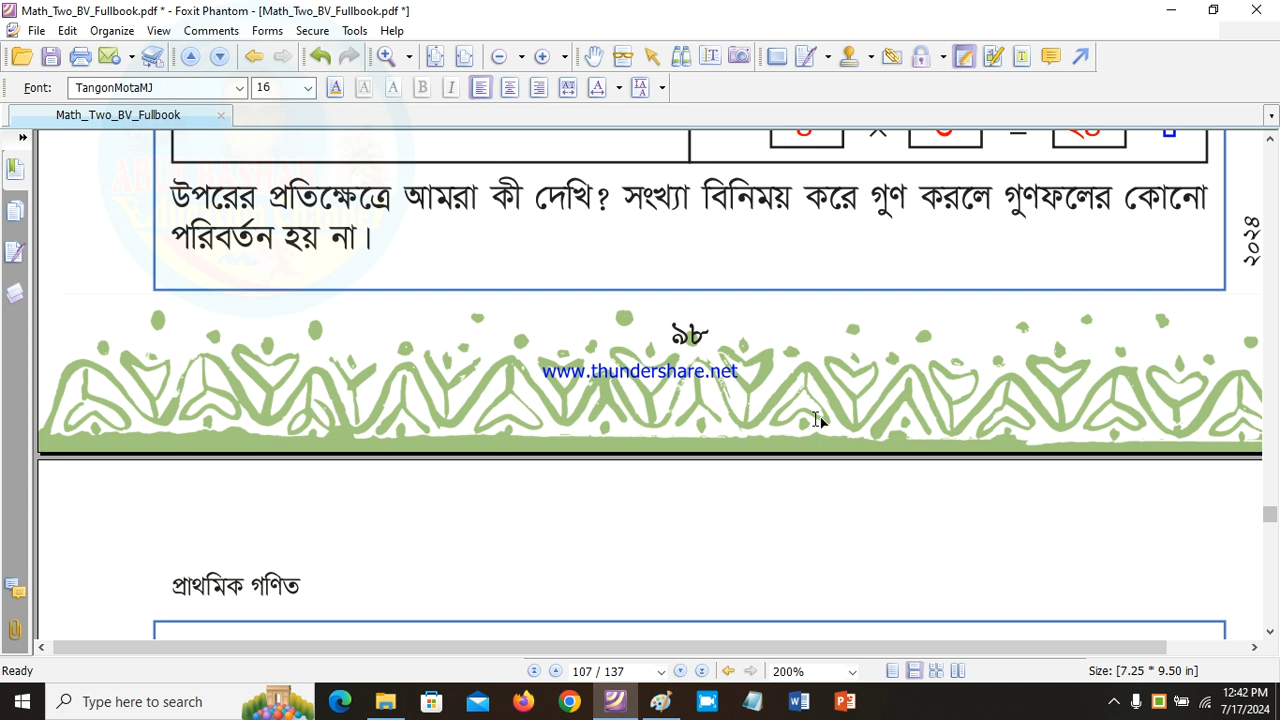 Math_Two_BV_Fullbook.pdf * - Foxit Phantom - [Math_Two_BV_Fullbook.pdf *]
File Edit Organize View Comments Forms Secure Tools Help
Font: TangonMotaMJ 16
Math_Two_BV_Fullbook
× =
উপরের প্রতিক্ষেত্রে আমরা কী দেখি? সংখ্যা বিনিময় করে গুণ করলে গুণফলের কোনো
পরিবর্তন হয় না।
২০২৪
৯৮
www.thundershare.net
প্রাথমিক গণিত
Ready 107 / 137 200% Size: [7.25 * 9.50 in]
Type here to search
12:42 PM
7/17/2024